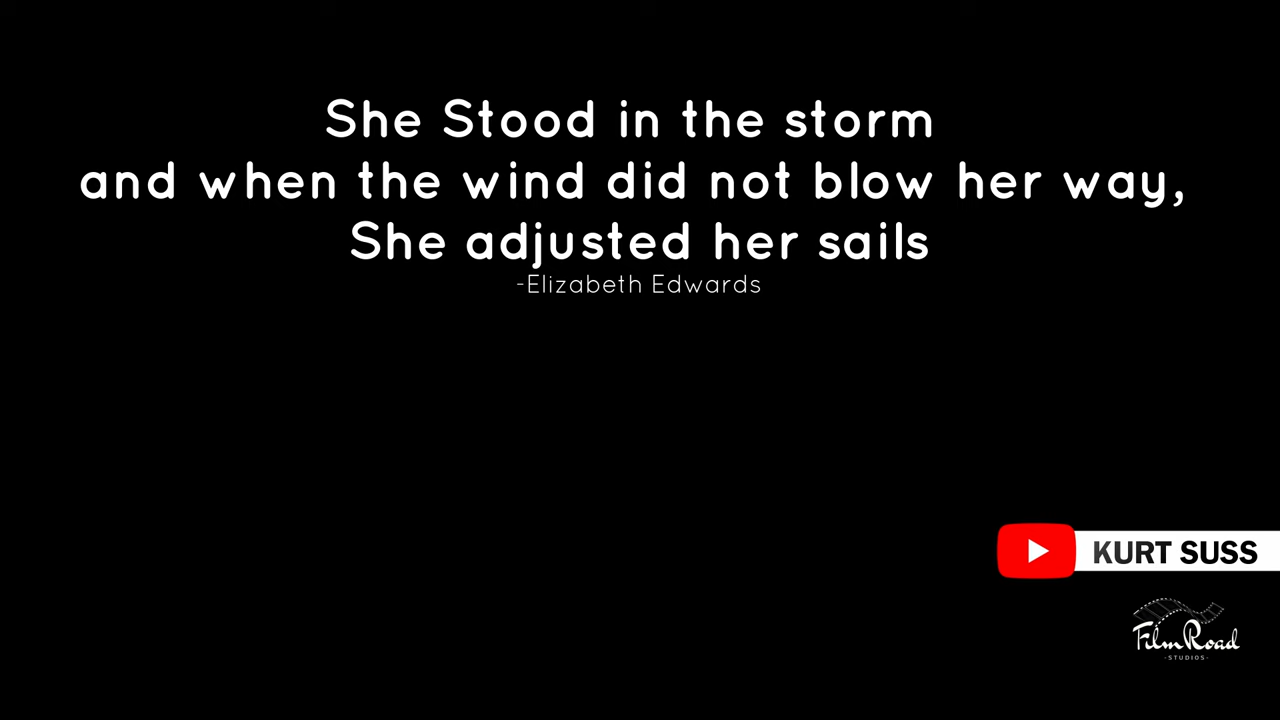 She Stood in the storm
and when the wind did not blow her way,
She adjusted her sails
-Elizabeth Edwards
KURT SUSS
FilmRoad
-STUDIOS-